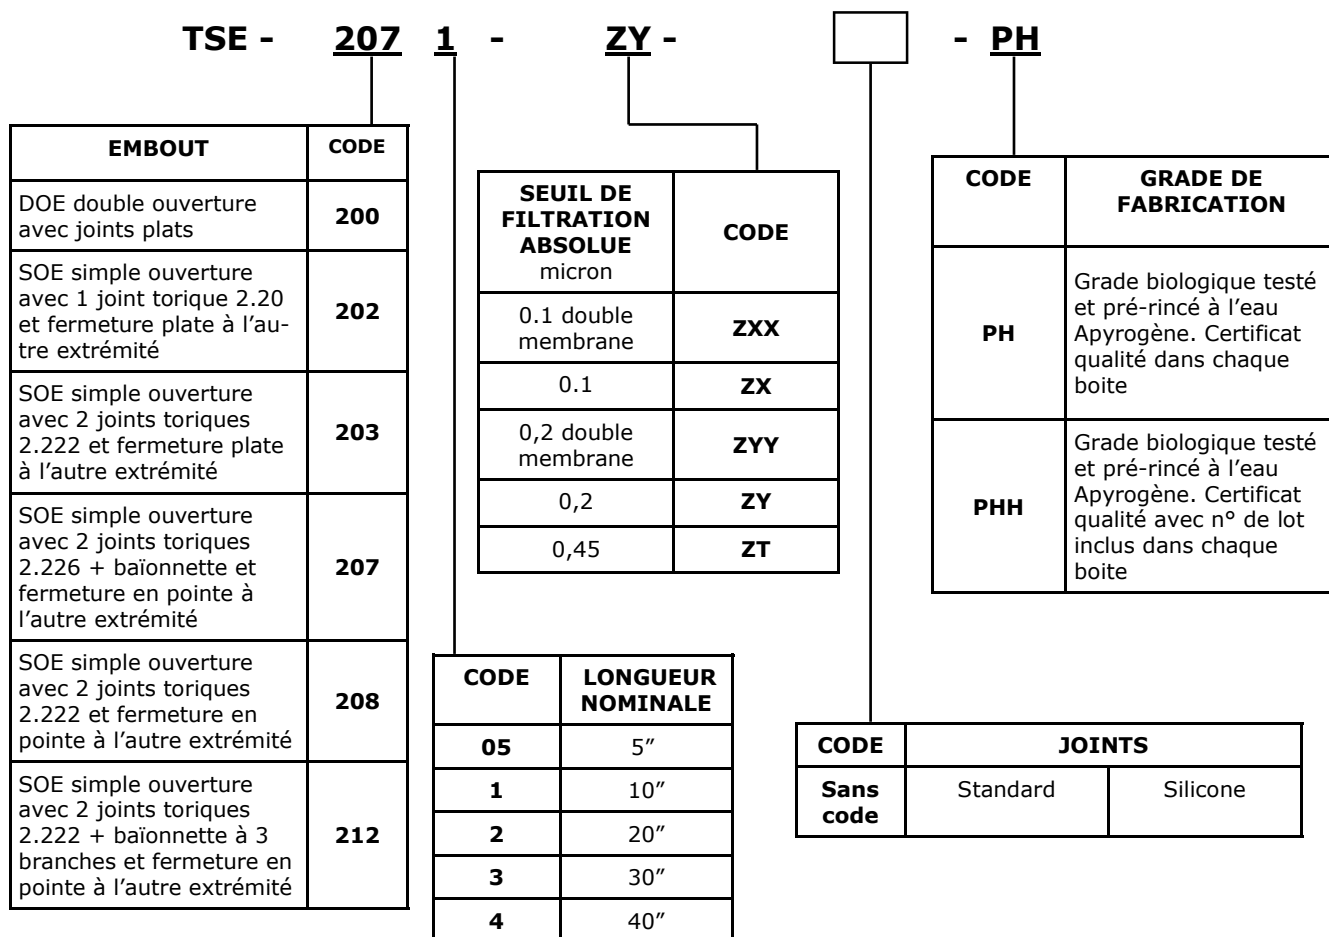 TSE - 207 1 - ZY - - PH
EMBOUT CODE
DOE double ouverture
avec joints plats
200
SOE simple ouverture
avec 1 joint torique 2.20
et fermeture plate à l’au-
tre extrémité
202
SOE simple ouverture
avec 2 joints toriques
2.222 et fermeture plate
à l’autre extrémité
203
SOE simple ouverture
avec 2 joints toriques
2.226 + baïonnette et
fermeture en pointe à
l’autre extrémité
207
SOE simple ouverture
avec 2 joints toriques
2.222 et fermeture en
pointe à l’autre extrémité
208
SOE simple ouverture
avec 2 joints toriques
2.222 + baïonnette à 3
branches et fermeture en
pointe à l’autre extrémité
212
SEUIL DE
FILTRATION
ABSOLUE
micron
CODE
0.1 double
membrane
ZXX
0.1 ZX
0,2 double
membrane
ZYY
0,2 ZY
0,45 ZT
CODE
GRADE DE
FABRICATION
PH
Grade biologique testé
et pré-rincé à l’eau
Apyrogène. Certificat
qualité dans chaque
boite
PHH
Grade biologique testé
et pré-rincé à l’eau
Apyrogène. Certificat
qualité avec n° de lot
inclus dans chaque
boite
CODE
LONGUEUR
NOMINALE
05 5″
1 10″
2 20″
3 30″
4 40″
CODE JOINTS
Sans
code
Standard Silicone